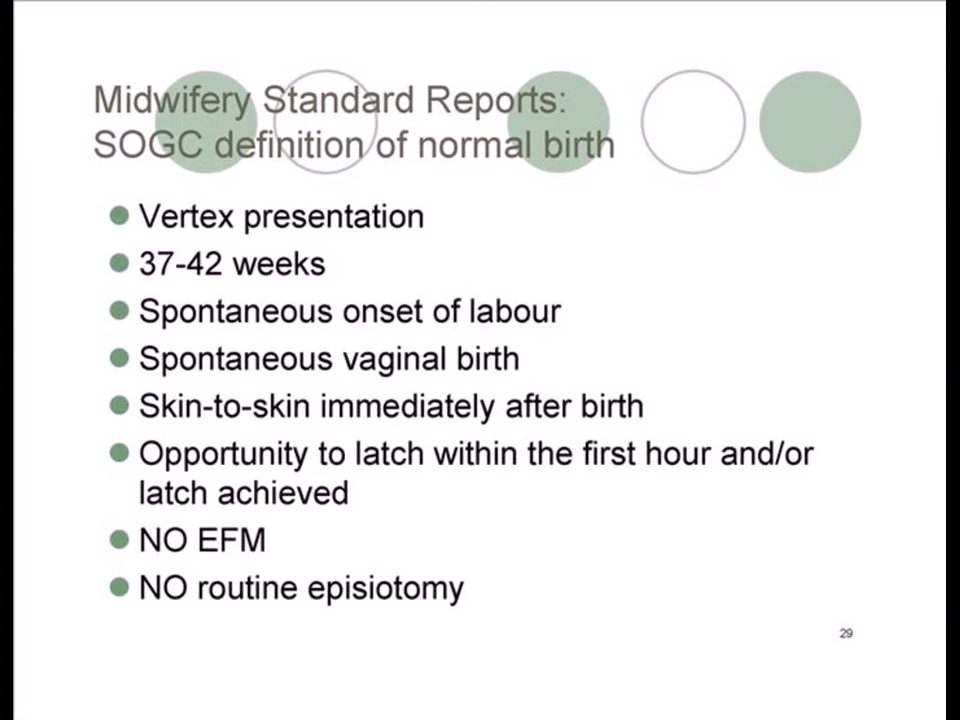 Midwifery Standard Reports:
SOGC definition of normal birth
Vertex presentation
37-42 weeks
Spontaneous onset of labour
Spontaneous vaginal birth
Skin-to-skin immediately after birth
Opportunity to latch within the first hour and/or
latch achieved
NO EFM
NO routine episiotomy
29